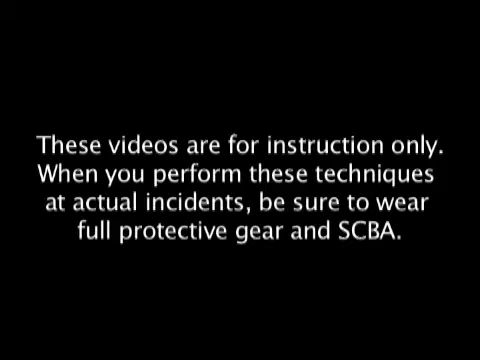 These videos are for instruction only.
When you perform these techniques
at actual incidents, be sure to wear
full protective gear and SCBA.